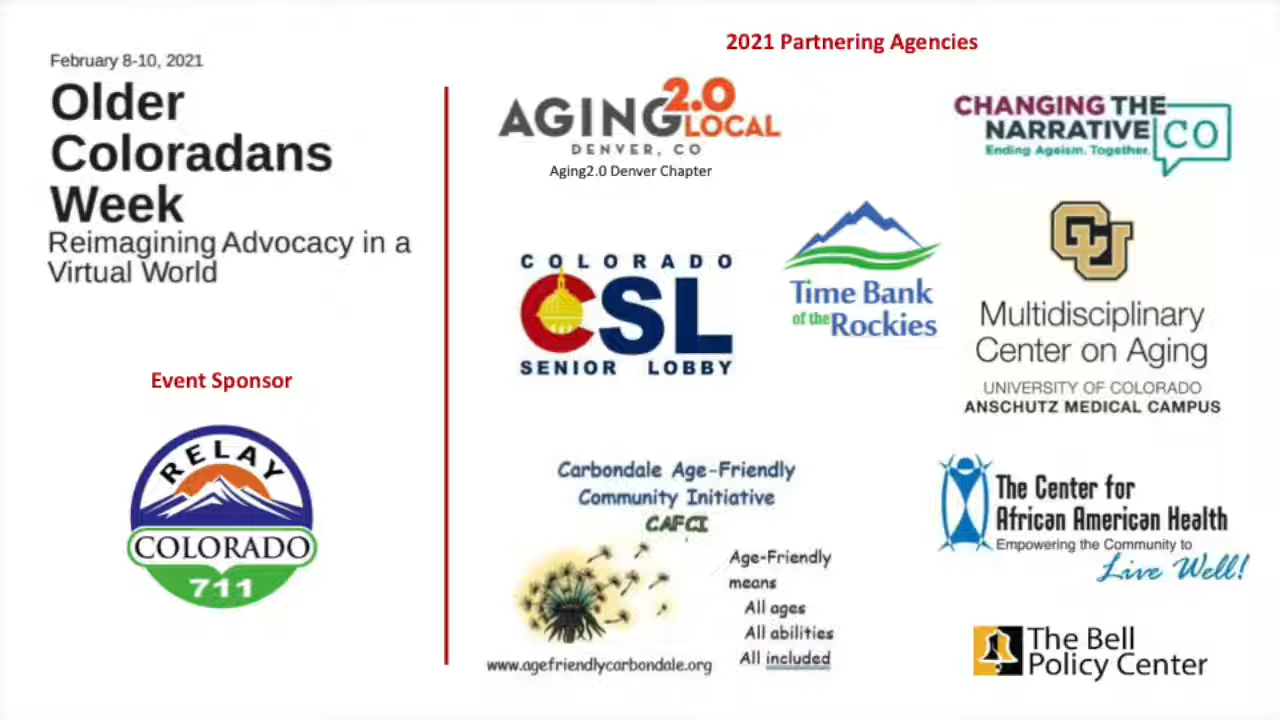 February 8-10, 2021
Older
Coloradans
Week
Reimagining Advocacy in a
Virtual World
Event Sponsor
RELAY
COLORADO
711
2021 Partnering Agencies
AGING2.0
LOCAL
DENVER, CO
Aging2.0 Denver Chapter
CHANGING THE
NARRATIVE CO
Ending Ageism. Together.
COLORADO
CSL
SENIOR LOBBY
Time Bank
of the Rockies
CU
Multidisciplinary
Center on Aging
UNIVERSITY OF COLORADO
ANSCHUTZ MEDICAL CAMPUS
Carbondale Age-Friendly
Community Initiative
CAFCI
Age-Friendly
means
All ages
All abilities
All included
www.agefriendlycarbondale.org
The Center for
African American Health
Empowering the Community to
Live Well!
The Bell
Policy Center